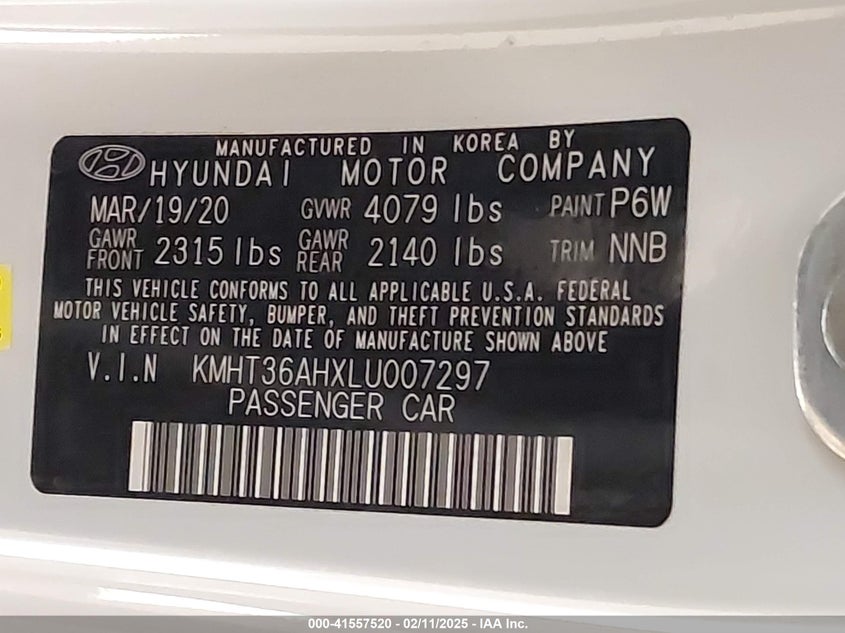 MANUFACTURED IN KOREA BY
HYUNDAI MOTOR COMPANY
MAR/19/20 GVWR 4079 lbs PAINT P6W
GAWR FRONT 2315 lbs GAWR REAR 2140 lbs TRIM NNB
THIS VEHICLE CONFORMS TO ALL APPLICABLE U.S.A. FEDERAL
MOTOR VEHICLE SAFETY, BUMPER, AND THEFT PREVENTION STANDARDS
IN EFFECT ON THE DATE OF MANUFACTURE SHOWN ABOVE
V.I.N KMHT36AHXLU007297
PASSENGER CAR
000-41557520 - 02/11/2025 - IAA Inc.